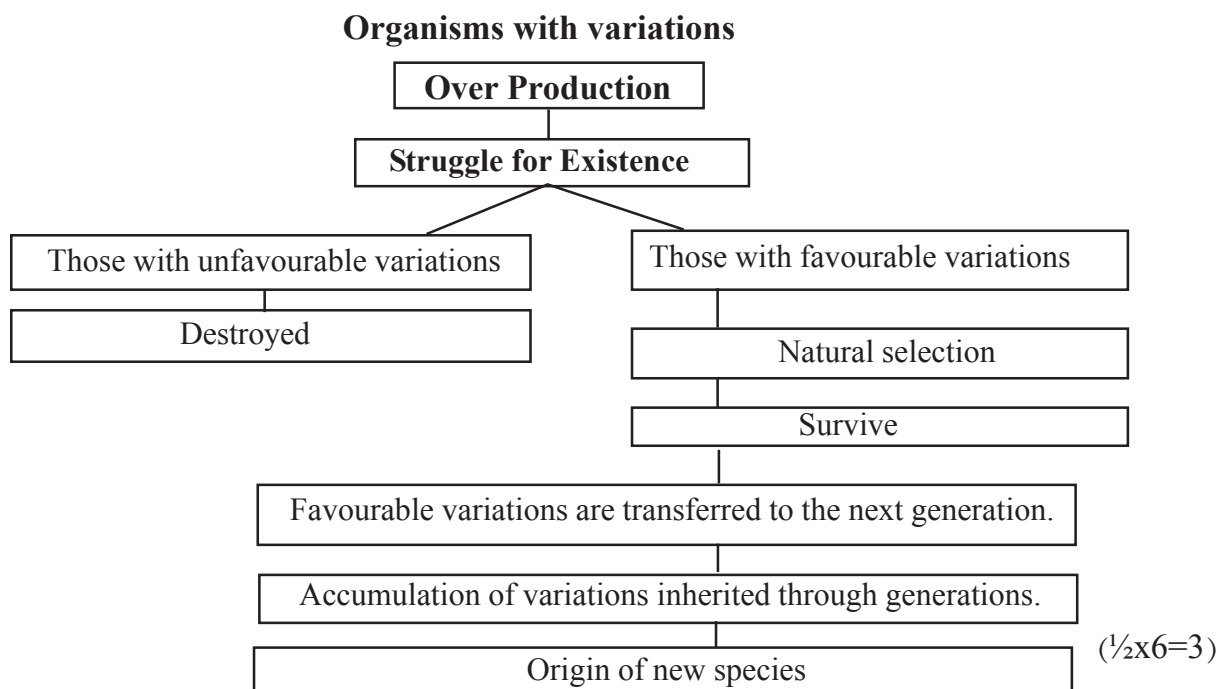 Organisms with variations
Over Production
Struggle for Existence
Those with unfavourable variations
Those with favourable variations
Destroyed
Natural selection
Survive
Favourable variations are transferred to the next generation.
Accumulation of variations inherited through generations.
(½x6=3)
Origin of new species